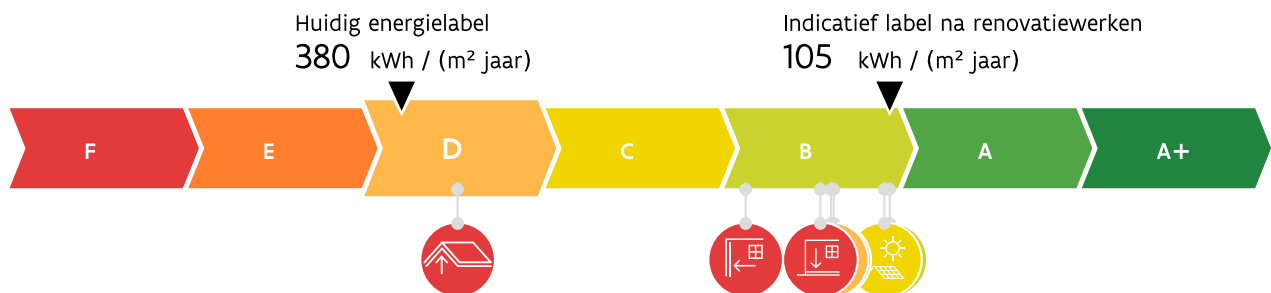 Huidig energielabel
380 kWh / (m² jaar)
Indicatief label na renovatiewerken
105 kWh / (m² jaar)
F E D C B A A+